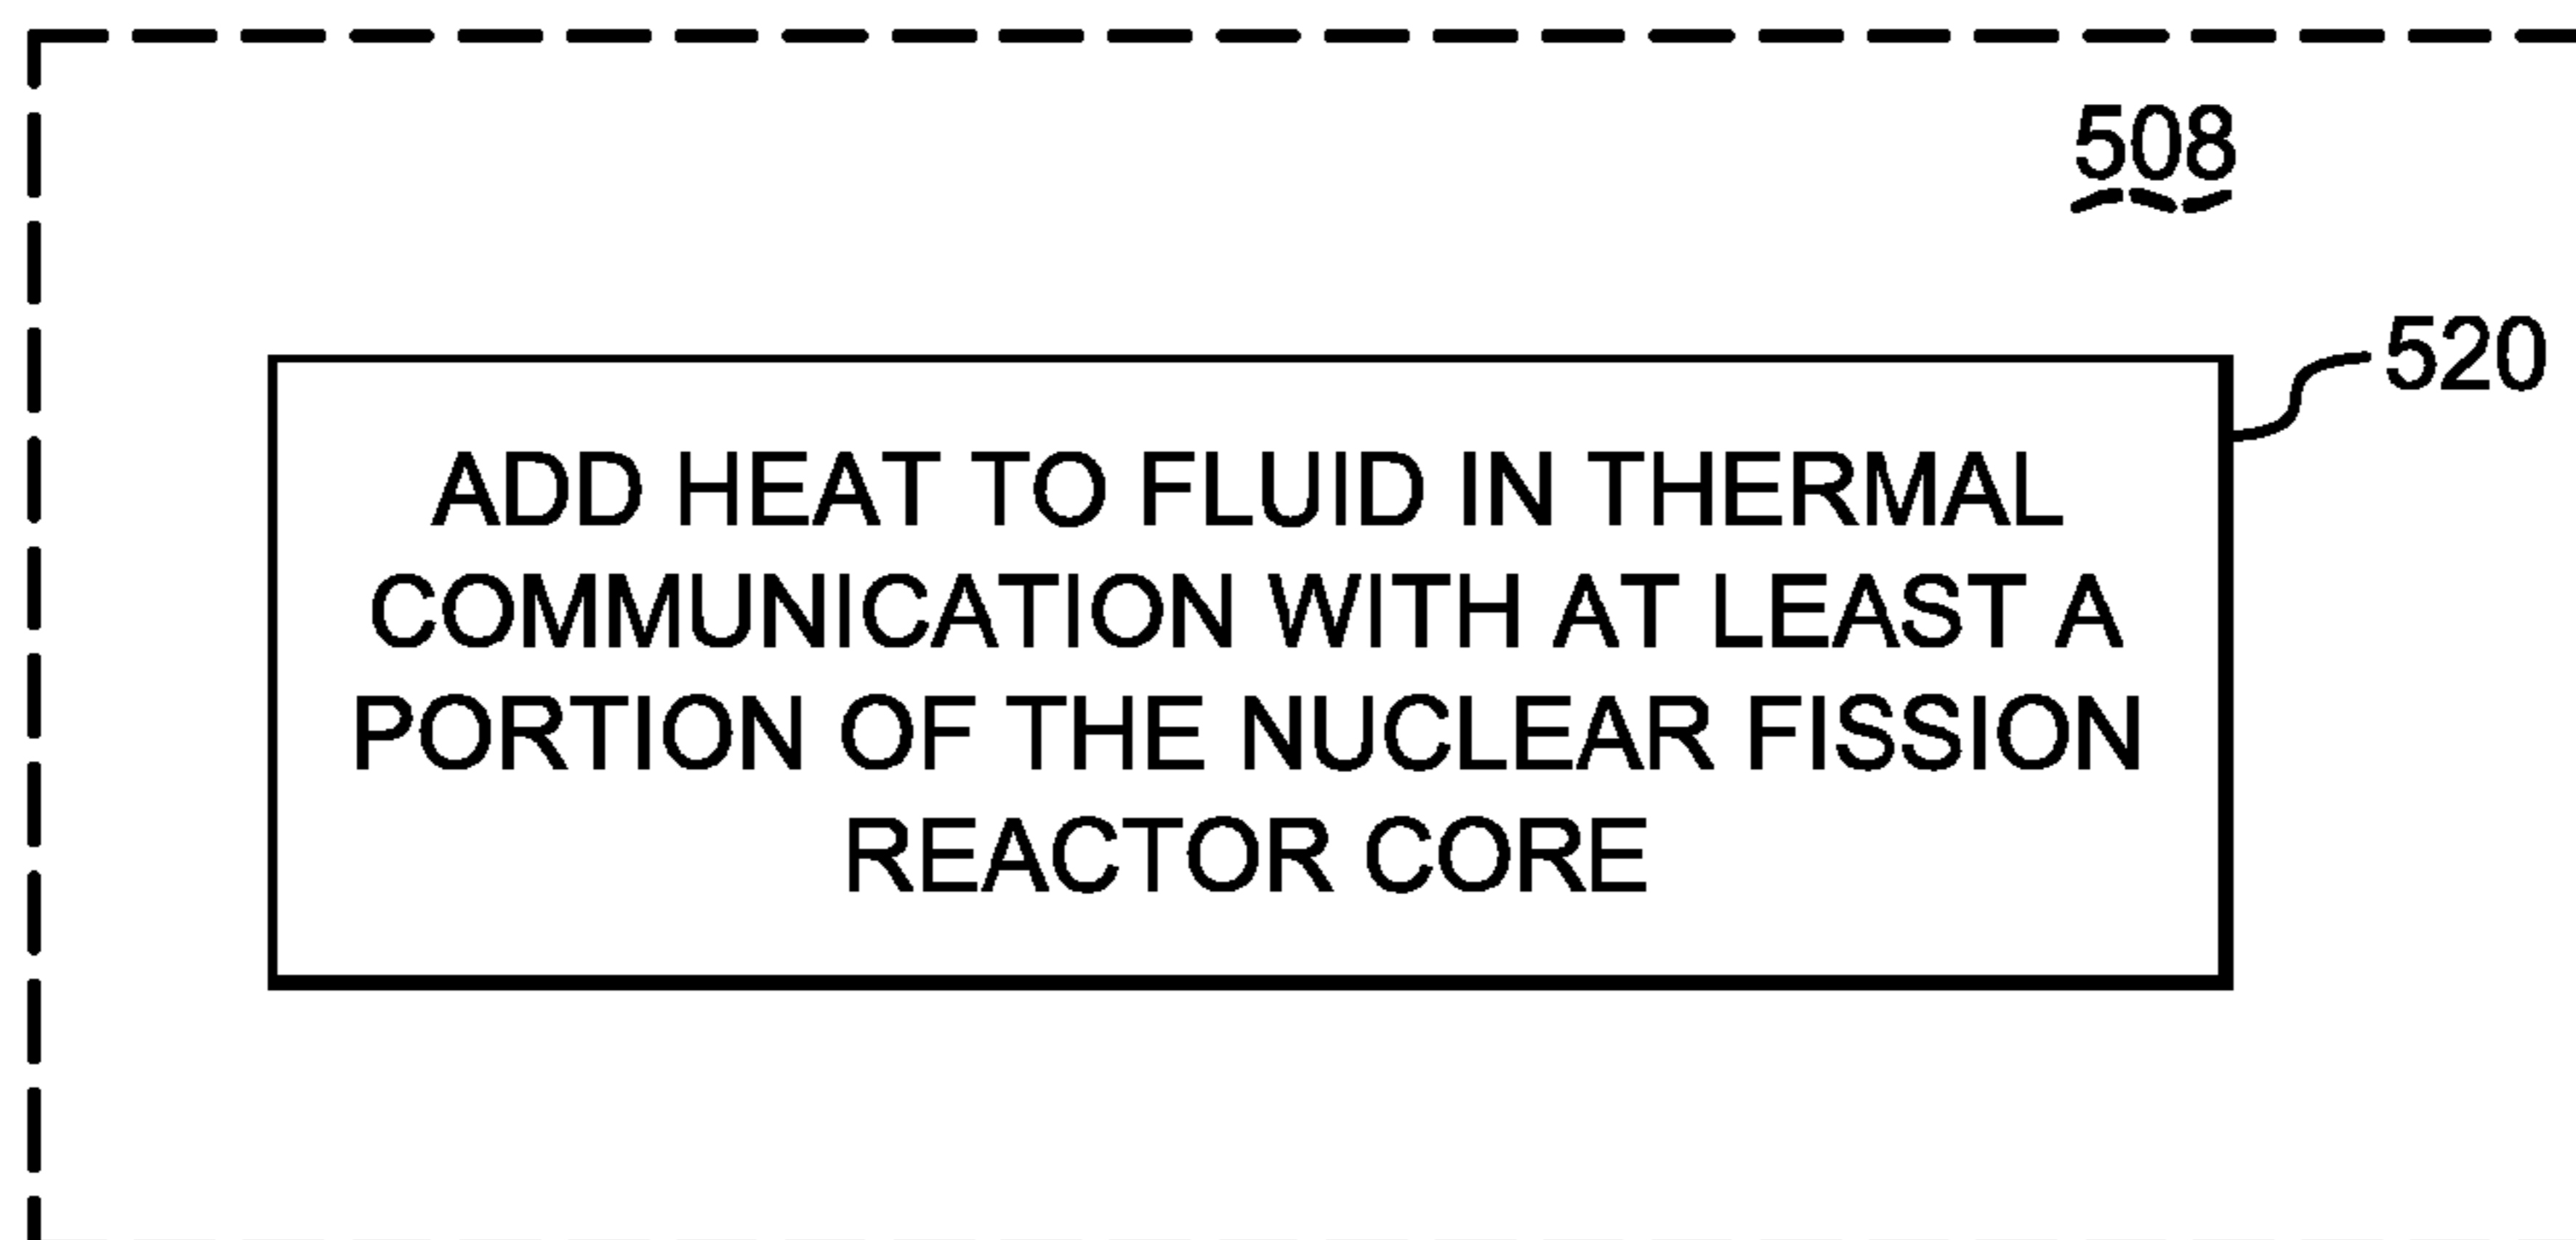 508
520
ADD HEAT TO FLUID IN THERMAL
COMMUNICATION WITH AT LEAST A
PORTION OF THE NUCLEAR FISSION
REACTOR CORE